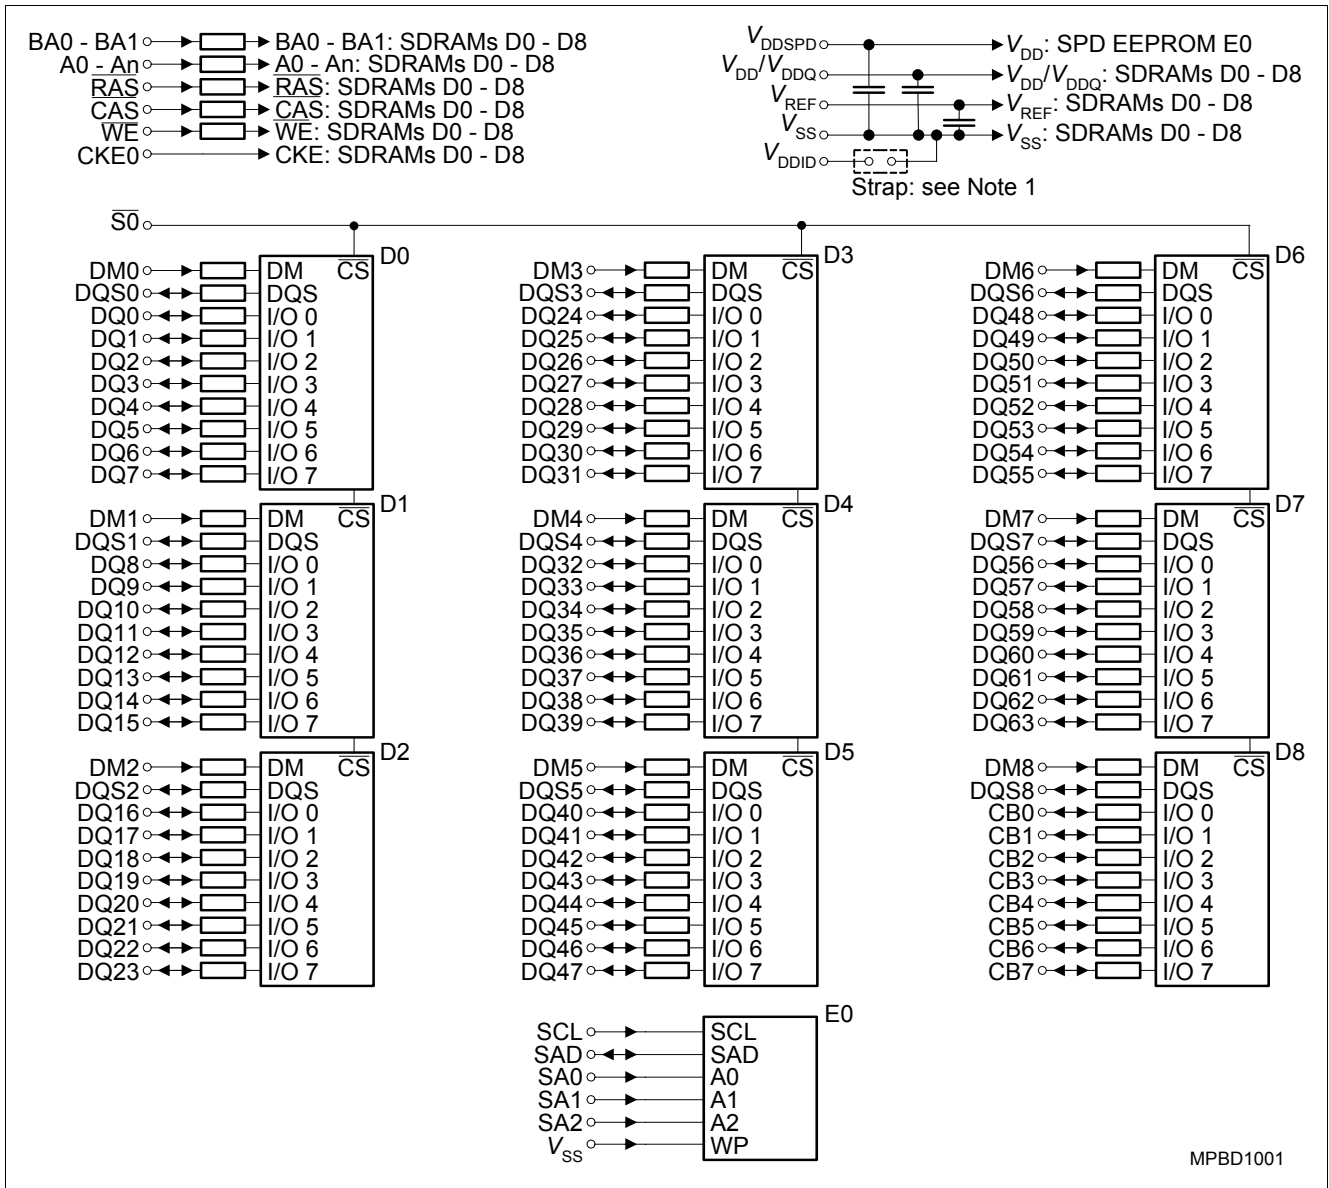 BA0 - BA1 BA0 - BA1: SDRAMs D0 - D8
A0 - An A0 - An: SDRAMs D0 - D8
RAS RAS: SDRAMs D0 - D8
CAS CAS: SDRAMs D0 - D8
WE WE: SDRAMs D0 - D8
CKE0 CKE: SDRAMs D0 - D8
VDDSPD VDD: SPD EEPROM E0
VDD/VDDQ VDD/VDDQ: SDRAMs D0 - D8
VREF VREF: SDRAMs D0 - D8
VSS VSS: SDRAMs D0 - D8
VDDID
Strap: see Note 1
S0
D0
DM0 DM CS
DQS0 DQS
DQ0 I/O 0
DQ1 I/O 1
DQ2 I/O 2
DQ3 I/O 3
DQ4 I/O 4
DQ5 I/O 5
DQ6 I/O 6
DQ7 I/O 7
D1
DM1 DM CS
DQS1 DQS
DQ8 I/O 0
DQ9 I/O 1
DQ10 I/O 2
DQ11 I/O 3
DQ12 I/O 4
DQ13 I/O 5
DQ14 I/O 6
DQ15 I/O 7
D2
DM2 DM CS
DQS2 DQS
DQ16 I/O 0
DQ17 I/O 1
DQ18 I/O 2
DQ19 I/O 3
DQ20 I/O 4
DQ21 I/O 5
DQ22 I/O 6
DQ23 I/O 7
D3
DM3 DM CS
DQS3 DQS
DQ24 I/O 0
DQ25 I/O 1
DQ26 I/O 2
DQ27 I/O 3
DQ28 I/O 4
DQ29 I/O 5
DQ30 I/O 6
DQ31 I/O 7
D4
DM4 DM CS
DQS4 DQS
DQ32 I/O 0
DQ33 I/O 1
DQ34 I/O 2
DQ35 I/O 3
DQ36 I/O 4
DQ37 I/O 5
DQ38 I/O 6
DQ39 I/O 7
D5
DM5 DM CS
DQS5 DQS
DQ40 I/O 0
DQ41 I/O 1
DQ42 I/O 2
DQ43 I/O 3
DQ44 I/O 4
DQ45 I/O 5
DQ46 I/O 6
DQ47 I/O 7
D6
DM6 DM CS
DQS6 DQS
DQ48 I/O 0
DQ49 I/O 1
DQ50 I/O 2
DQ51 I/O 3
DQ52 I/O 4
DQ53 I/O 5
DQ54 I/O 6
DQ55 I/O 7
D7
DM7 DM CS
DQS7 DQS
DQ56 I/O 0
DQ57 I/O 1
DQ58 I/O 2
DQ59 I/O 3
DQ60 I/O 4
DQ61 I/O 5
DQ62 I/O 6
DQ63 I/O 7
D8
DM8 DM CS
DQS8 DQS
CB0 I/O 0
CB1 I/O 1
CB2 I/O 2
CB3 I/O 3
CB4 I/O 4
CB5 I/O 5
CB6 I/O 6
CB7 I/O 7
E0
SCL SCL
SAD SAD
SA0 A0
SA1 A1
SA2 A2
VSS WP
MPBD1001